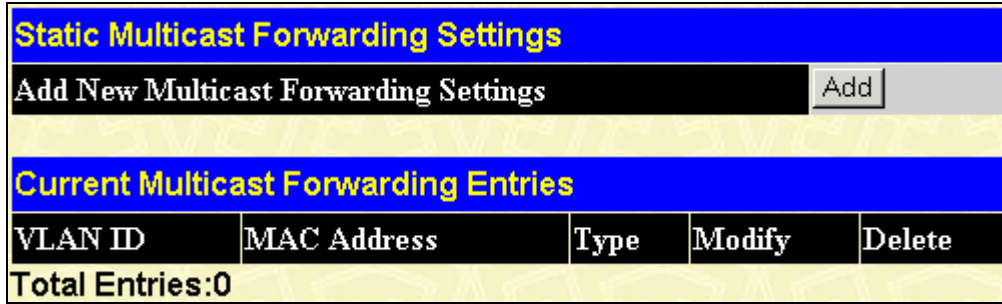 Static Multicast Forwarding Settings
Add New Multicast Forwarding Settings Add
Current Multicast Forwarding Entries
VLAN ID MAC Address Type Modify Delete
Total Entries:0